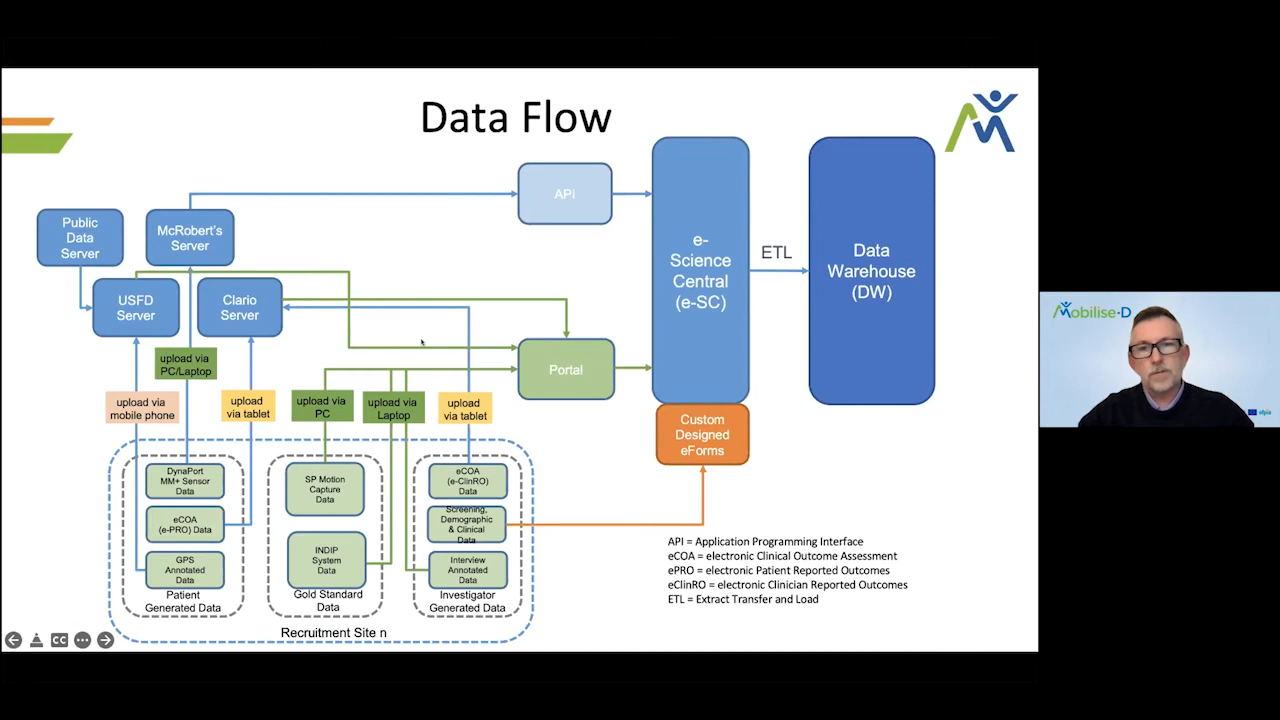 Data Flow
Public
Data
Server
McRobert's
Server
USFD
Server
Clario
Server
API
Portal
e-
Science
Central
(e-SC)
ETL
Data
Warehouse
(DW)
Custom
Designed
eForms
upload via
PC/Laptop
upload via
mobile phone
upload
via tablet
upload via
PC
upload via
Laptop
upload
via tablet
DynaPort
MM+ Sensor
Data
eCOA
(e-PRO) Data
GPS
Annotated
Data
Patient
Generated Data
SP Motion
Capture
Data
INDIP
System
Data
Gold Standard
Data
eCOA
(e-ClinRO)
Data
Screening,
Demographic
& Clinical
Data
Interview
Annotated
Data
Investigator
Generated Data
Recruitment Site n
API = Application Programming Interface
eCOA = electronic Clinical Outcome Assessment
ePRO = electronic Patient Reported Outcomes
eClinRO = electronic Clinician Reported Outcomes
ETL = Extract Transfer and Load
CC
Mobilise-D
efpia